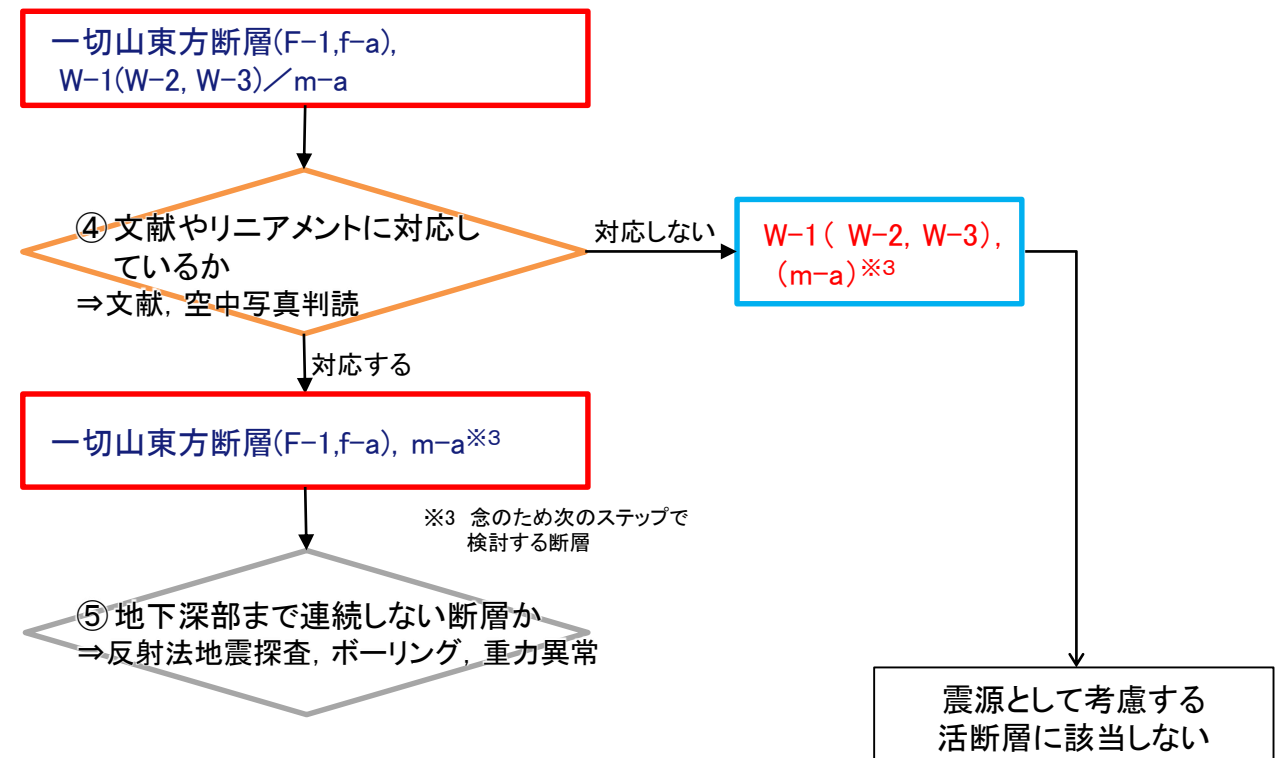 一切山東方断層(F-1,f-a),
W-1(W-2, W-3)／m-a
④文献やリニアメントに対応し
ているか
⇒文献, 空中写真判読
対応しない
W-1( W-2, W-3),
(m-a)※3
対応する
一切山東方断層(F-1,f-a), m-a※3
※3 念のため次のステップで
検討する断層
⑤地下深部まで連続しない断層か
⇒反射法地震探査, ボーリング, 重力異常
震源として考慮する
活断層に該当しない